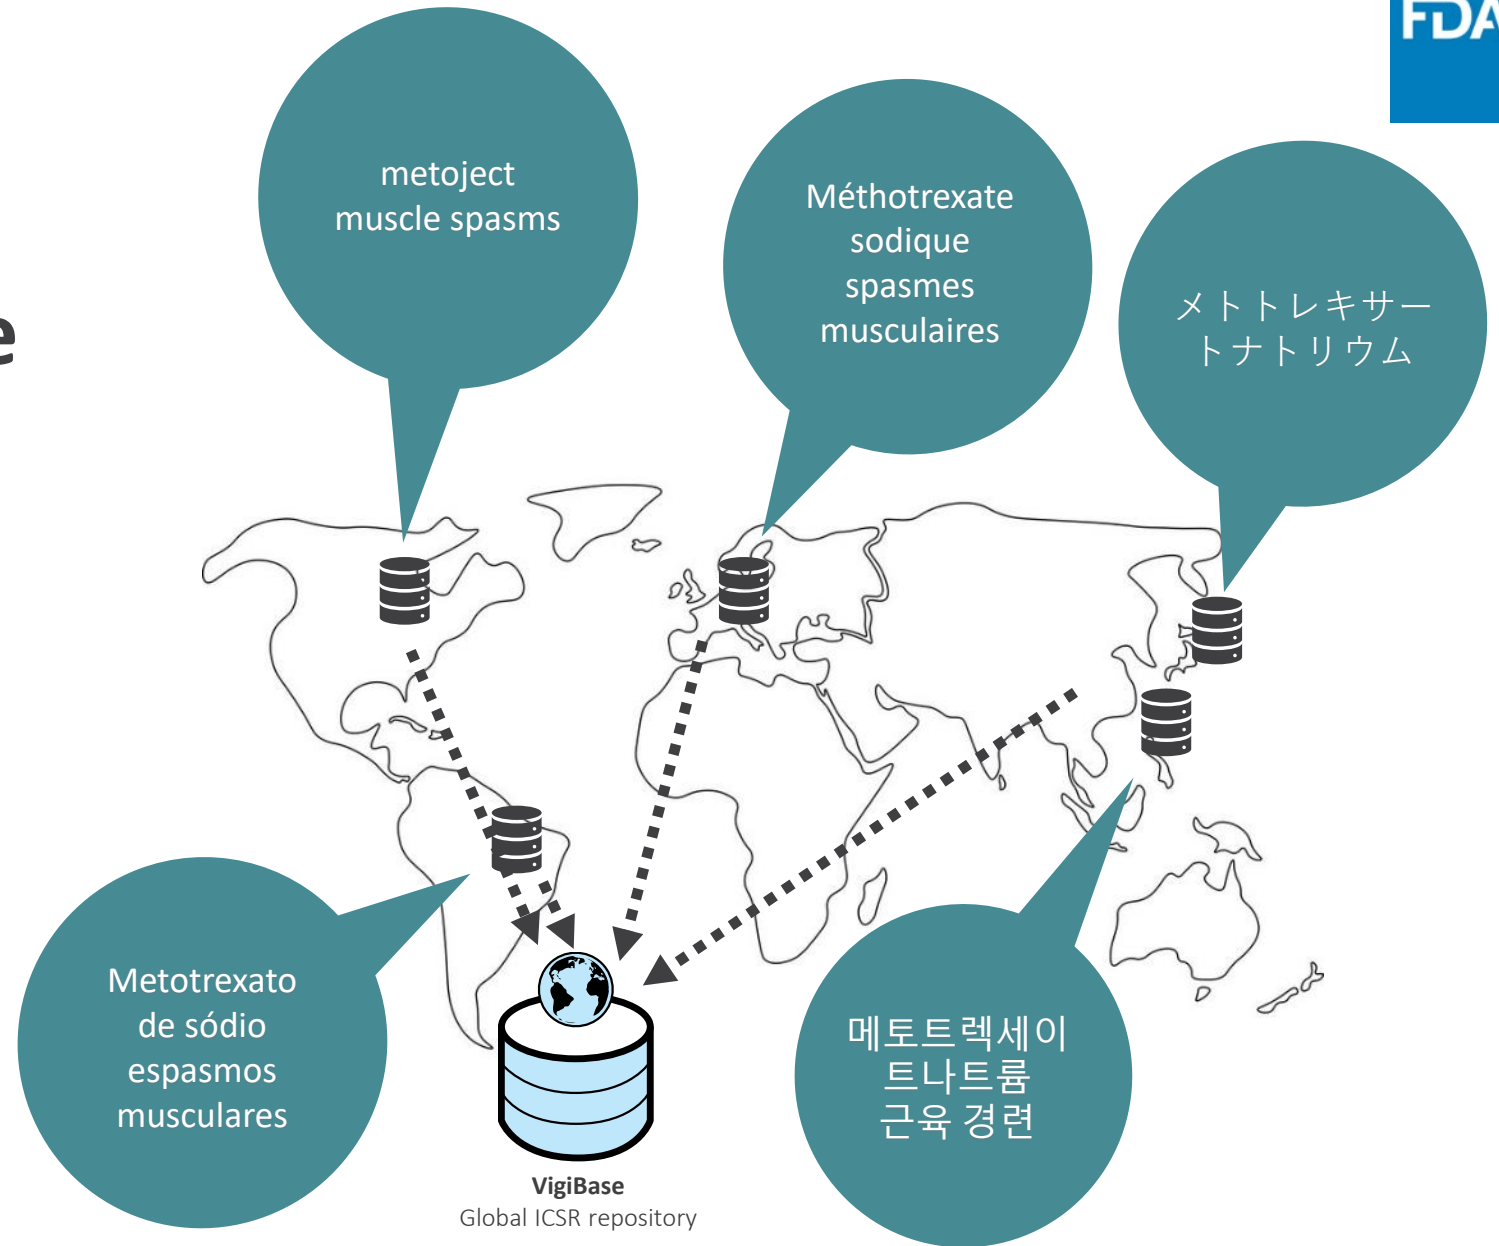 FDA
metoject
muscle spasms
Méthotrexate
sodique
spasmes
musculaires
メトトレキサー
トナトリウム
e
Metotrexato
de sódio
espasmos
musculares
메토트렉세이
트나트륨
근육 경련
VigiBase
Global ICSR repository